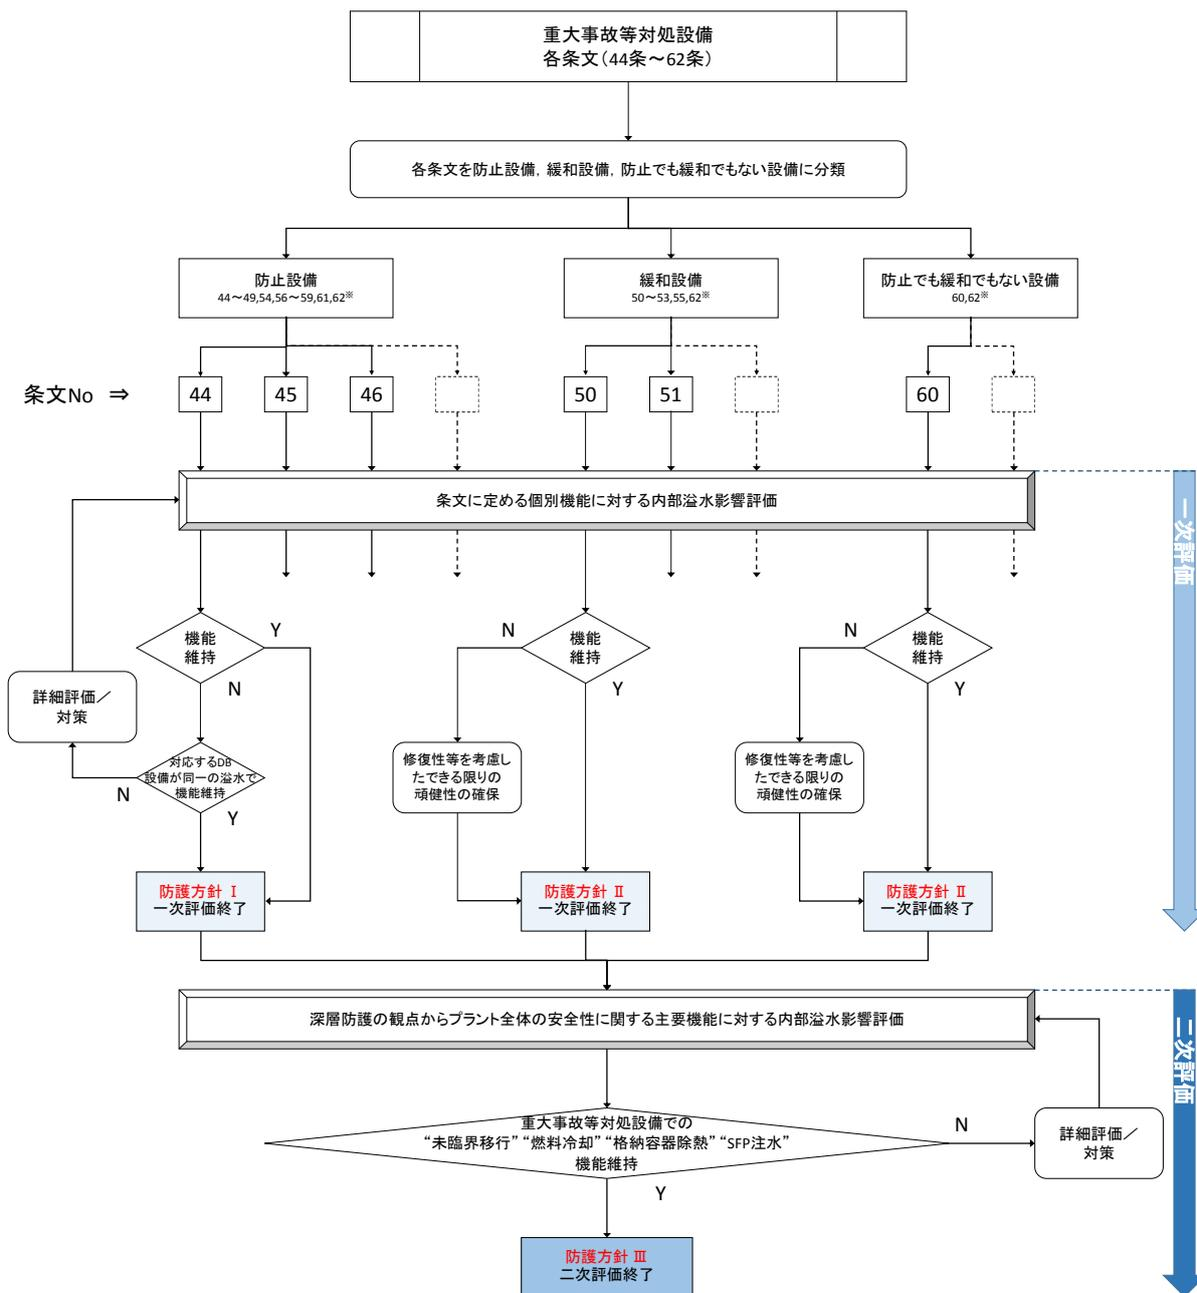 重大事故等対処設備
各条文(44条～62条)
各条文を防止設備，緩和設備，防止でも緩和でもない設備に分類
防止設備
44～49,54,56～59,61,62※
緩和設備
50～53,55,62※
防止でも緩和でもない設備
60,62※
条文No ⇒
44
45
46
50
51
60
条文に定める個別機能に対する内部溢水影響評価
一次評価
機能
維持
Y
N
機能
維持
N
Y
機能
維持
N
Y
詳細評価／
対策
対応するDB
設備が同一の溢水で
機能維持
N
Y
修復性等を考慮し
たできる限りの
頑健性の確保
修復性等を考慮し
たできる限りの
頑健性の確保
防護方針 Ⅰ
一次評価終了
防護方針 Ⅱ
一次評価終了
防護方針 Ⅱ
一次評価終了
深層防護の観点からプラント全体の安全性に関する主要機能に対する内部溢水影響評価
二次評価
重大事故等対処設備での
“未臨界移行”“燃料冷却”“格納容器除熱”“SFP注水”
機能維持
N
Y
詳細評価／
対策
防護方針 Ⅲ
二次評価終了